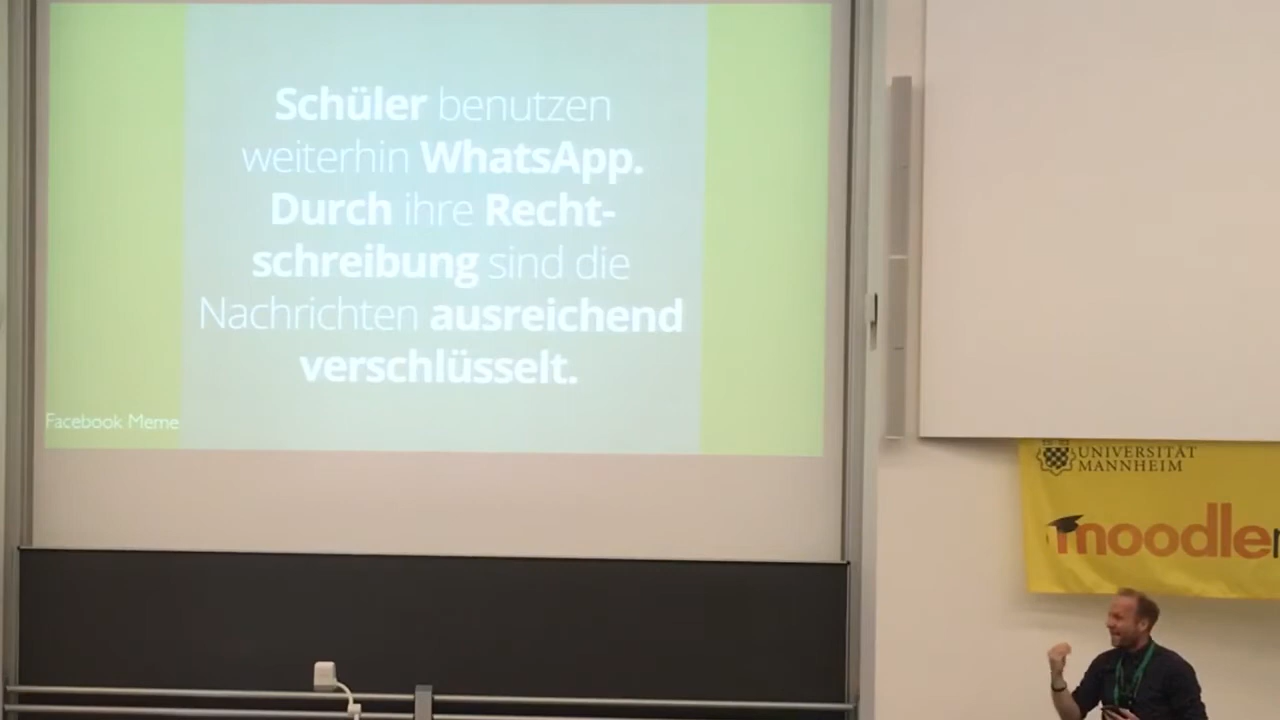 Schüler benutzen
weiterhin WhatsApp.
Durch ihre Recht-
schreibung sind die
Nachrichten ausreichend
verschlüsselt.
Facebook Meme
UNIVERSITÄT
MANNHEIM
moodle